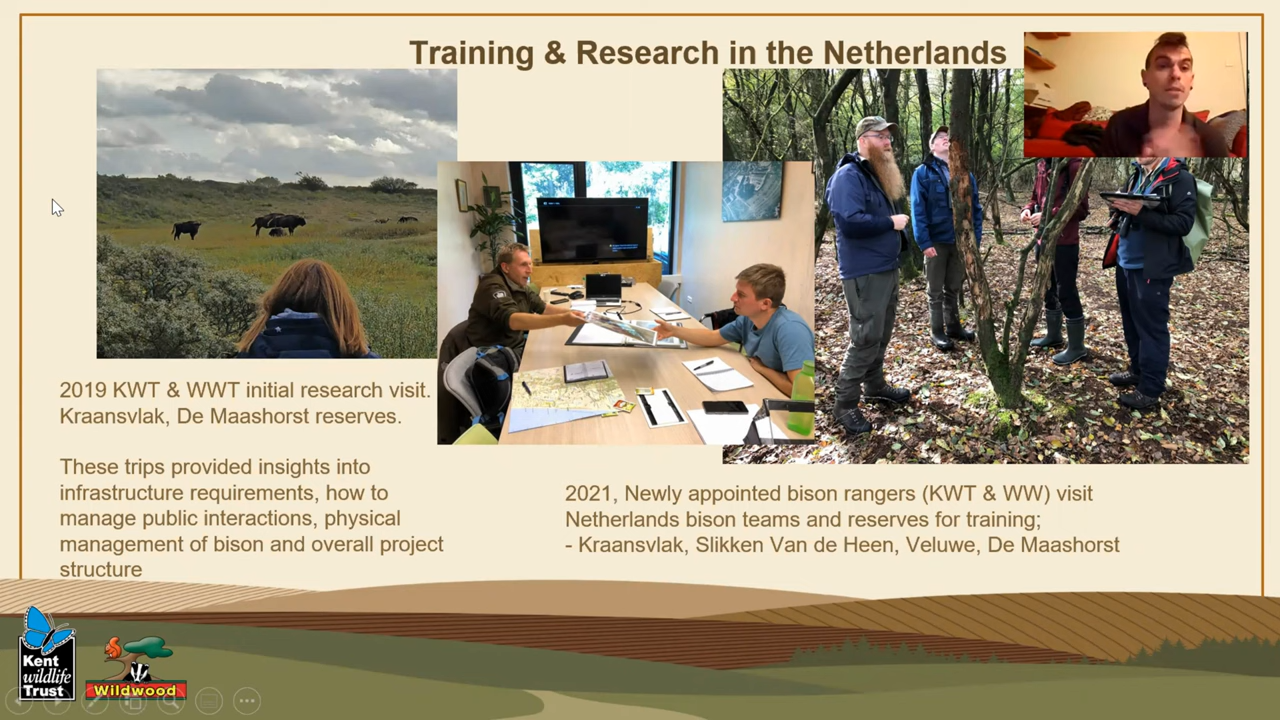 Training & Research in the Netherlands
2019 KWT & WWT initial research visit.
Kraansvlak, De Maashorst reserves.
These trips provided insights into
infrastructure requirements, how to
manage public interactions, physical
management of bison and overall project
structure
2021, Newly appointed bison rangers (KWT & WW) visit
Netherlands bison teams and reserves for training;
- Kraansvlak, Slikken Van de Heen, Veluwe, De Maashorst
Kent
wildlife
Trust
Wildwood